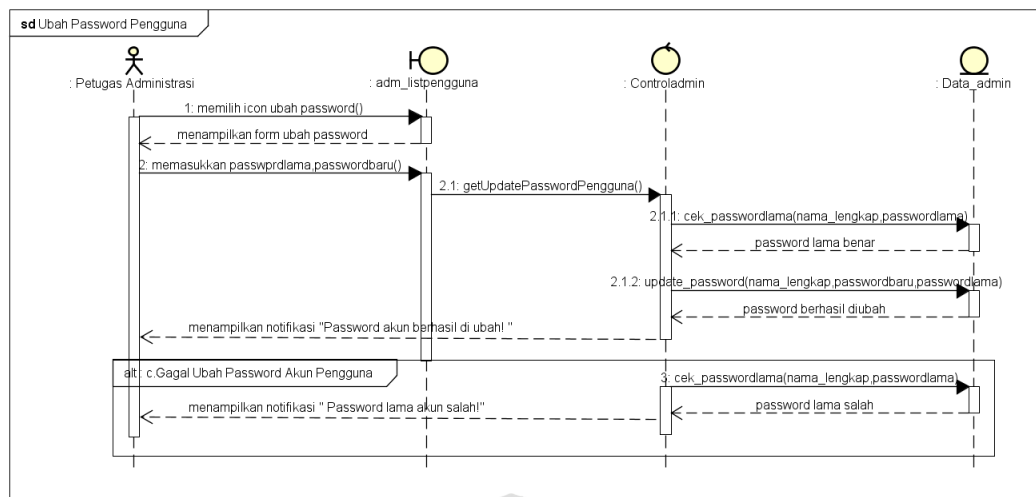 sd Ubah Password Pengguna
: Petugas Administrasi
: adm_listpengguna
: Controladmin
: Data_admin
1: memilih icon ubah password()
menampilkan form ubah password
2: memasukkan passwprdlama,passwordbaru()
2.1: getUpdatePasswordPengguna()
2.1.1: cek_passwordlama(nama_lengkap,passwordlama)
password lama benar
2.1.2: update_password(nama_lengkap,passwordbaru,passwordlama)
password berhasil diubah
menampilkan notifikasi "Password akun berhasil di ubah! "
alt : c.Gagal Ubah Password Akun Pengguna
3: cek_passwordlama(nama_lengkap,passwordlama)
menampilkan notifikasi " Password lama akun salah!"
password lama salah